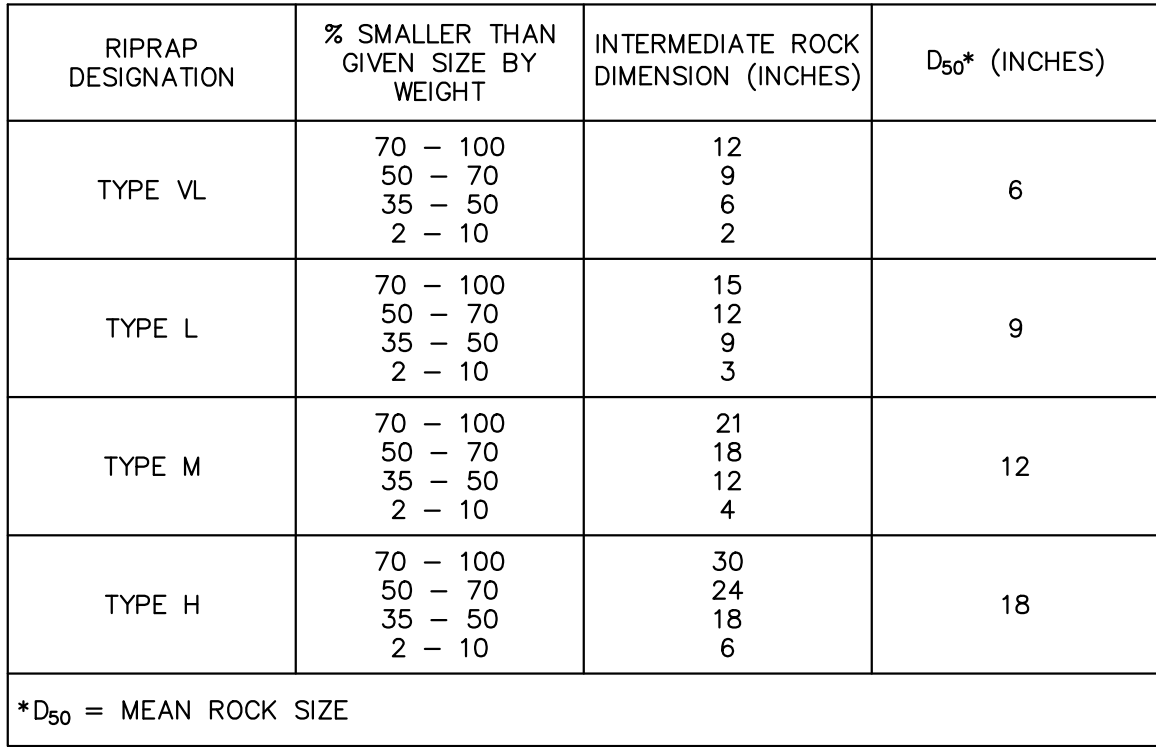 RIPRAP DESIGNATION
% SMALLER THAN GIVEN SIZE BY WEIGHT
INTERMEDIATE ROCK DIMENSION (INCHES)
D50* (INCHES)
TYPE VL
70 – 100
50 – 70
35 – 50
2 – 10
12
9
6
2
6
TYPE L
70 – 100
50 – 70
35 – 50
2 – 10
15
12
9
3
9
TYPE M
70 – 100
50 – 70
35 – 50
2 – 10
21
18
12
4
12
TYPE H
70 – 100
50 – 70
35 – 50
2 – 10
30
24
18
6
18
*D50 = MEAN ROCK SIZE